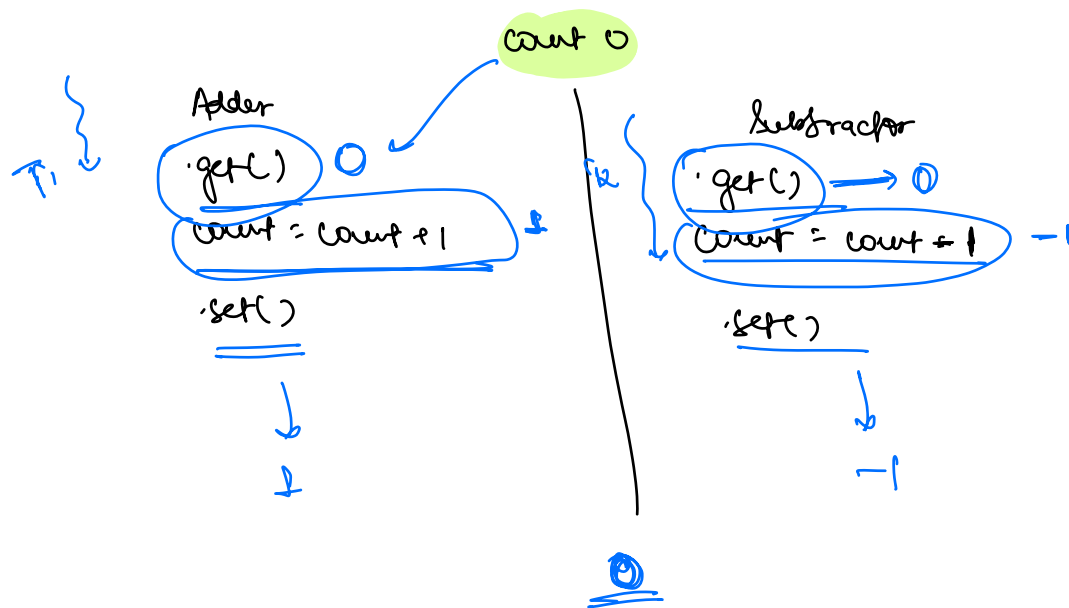 count 0
Adder
T1
.get() 0
count = count + 1 1
.set()
1
Subtractor
T2
.get() → 0
count = count - 1 -1
.set()
-1
0